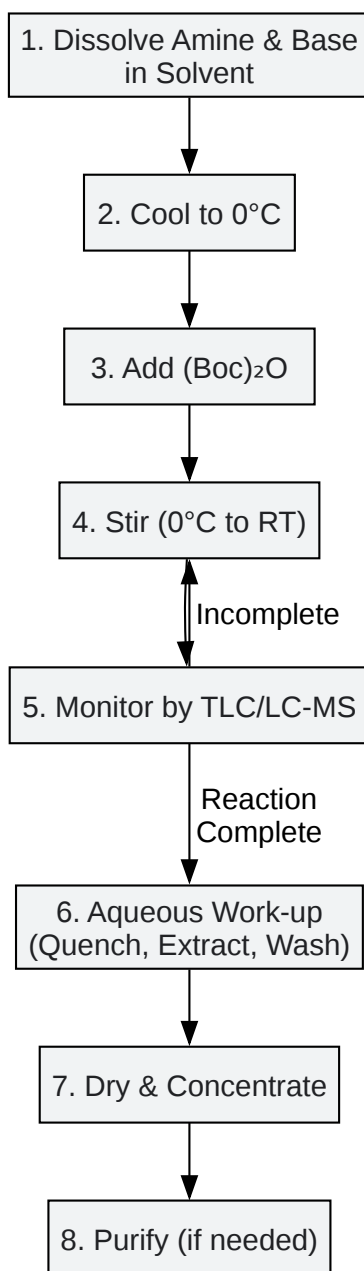 1. Dissolve Amine & Base
in Solvent
2. Cool to 0°C
3. Add (Boc)₂O
4. Stir (0°C to RT)
Incomplete
5. Monitor by TLC/LC-MS
Reaction
Complete
6. Aqueous Work-up
(Quench, Extract, Wash)
7. Dry & Concentrate
8. Purify (if needed)